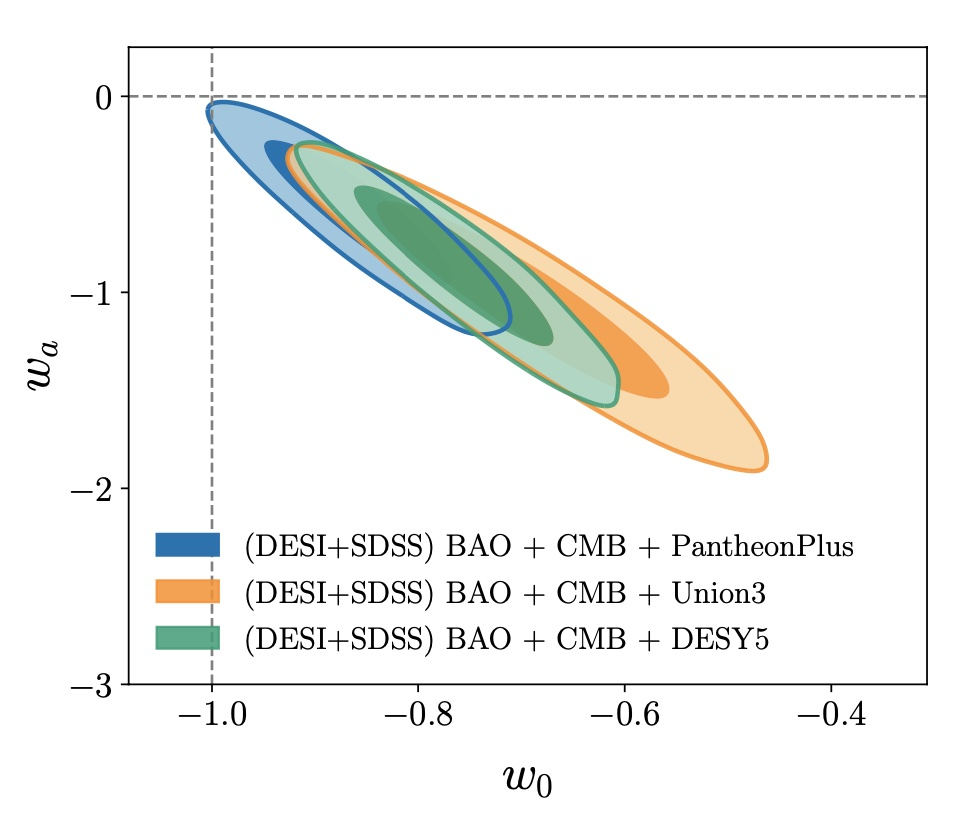 0
−1
−2
−3
w_a
(DESI+SDSS) BAO + CMB + PantheonPlus
(DESI+SDSS) BAO + CMB + Union3
(DESI+SDSS) BAO + CMB + DESY5
−1.0 −0.8 −0.6 −0.4
w_0